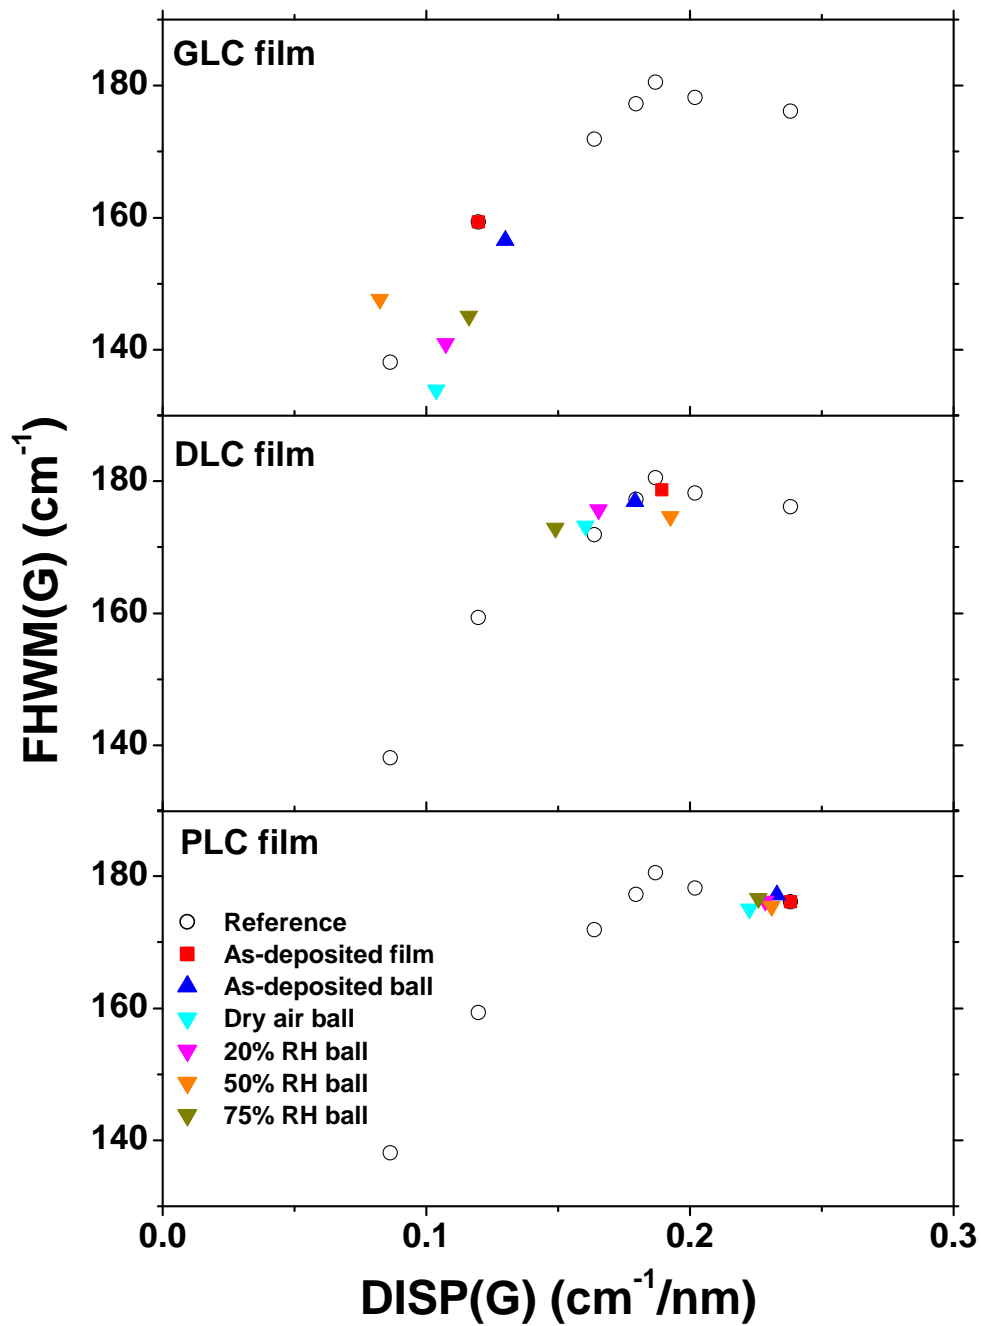 GLC film
180
160
140
DLC film
180
160
140
PLC film
180
160
140
Reference
As-deposited film
As-deposited ball
Dry air ball
20% RH ball
50% RH ball
75% RH ball
0.0 0.1 0.2 0.3
DISP(G) (cm⁻¹/nm)
FHWM(G) (cm⁻¹)